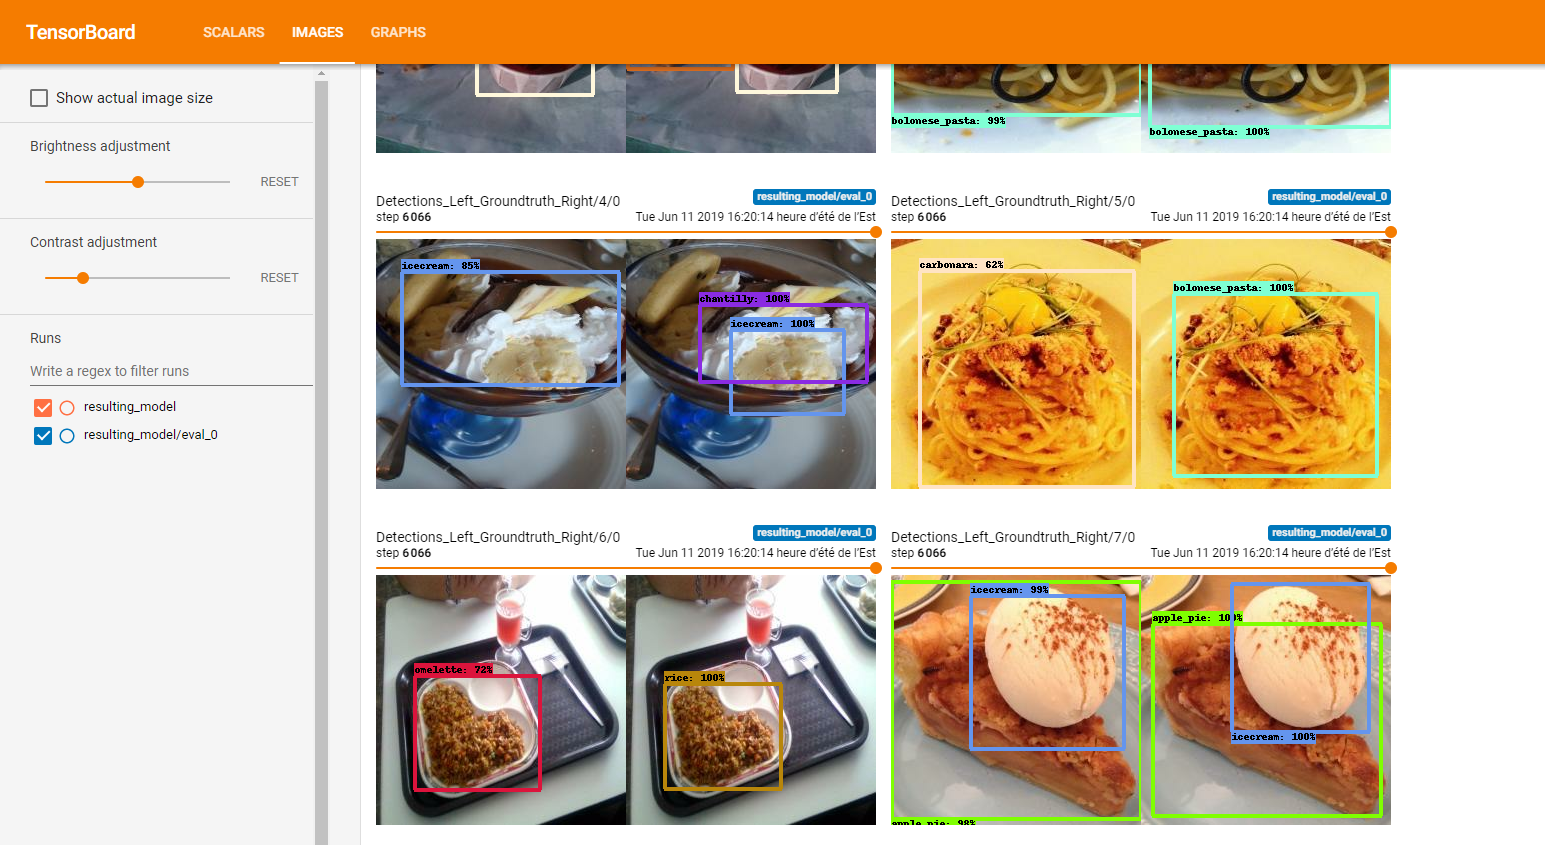 TensorBoard SCALARS IMAGES GRAPHS
Show actual image size
Brightness adjustment
RESET
Contrast adjustment
RESET
Runs
Write a regex to filter runs
resulting_model
resulting_model/eval_0
bolonese_pasta: 99%
bolonese_pasta: 100%
Detections_Left_Groundtruth_Right/4/0
resulting_model/eval_0
step 6066
Tue Jun 11 2019 16:20:14 heure d'été de l'Est
icecream: 85%
chantilly: 100%
icecream: 100%
Detections_Left_Groundtruth_Right/5/0
resulting_model/eval_0
step 6066
Tue Jun 11 2019 16:20:14 heure d'été de l'Est
carbonara: 62%
bolonese_pasta: 100%
Detections_Left_Groundtruth_Right/6/0
resulting_model/eval_0
step 6066
Tue Jun 11 2019 16:20:14 heure d'été de l'Est
omelette: 72%
rice: 100%
Detections_Left_Groundtruth_Right/7/0
resulting_model/eval_0
step 6066
Tue Jun 11 2019 16:20:14 heure d'été de l'Est
icecream: 99%
apple_pie: 100%
icecream: 100%
apple_pie: 98%